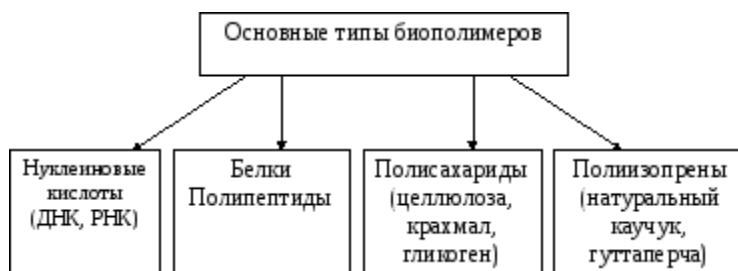 Основные типы биополимеров
Нуклеиновые
кислоты
(ДНК, РНК)
Белки
Полипептиды
Полисахариды
(целлюлоза,
крахмал,
гликоген)
Полиизопрены
(натуральный
каучук,
гуттаперча)